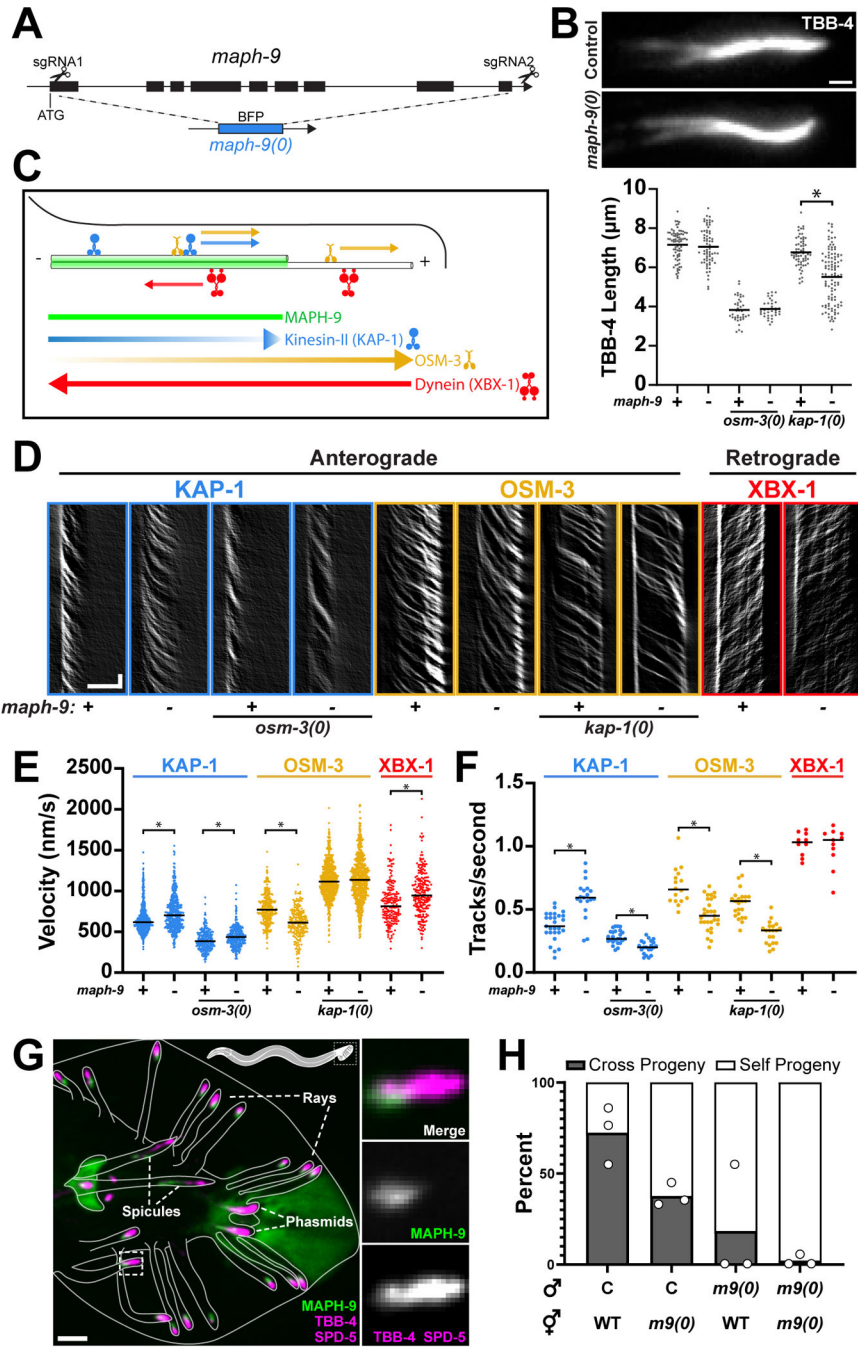 A
maph-9
sgRNA1
sgRNA2
ATG
BFP
maph-9(0)
B
TBB-4
Control
maph-9(0)
TBB-4 Length (µm)
10
8
6
4
2
0
*
maph-9 + - + - + -
osm-3(0) kap-1(0)
C
- +
MAPH-9
Kinesin-II (KAP-1)
OSM-3
Dynein (XBX-1)
D
Anterograde Retrograde
KAP-1 OSM-3 XBX-1
maph-9: + - + - + - + - + -
osm-3(0) kap-1(0)
E
KAP-1 OSM-3 XBX-1
Velocity (nm/s)
2500
2000
1500
1000
500
0
* * * *
maph-9 + - + - + - + - + -
osm-3(0) kap-1(0)
F
KAP-1 OSM-3 XBX-1
Tracks/second
1.5
1.0
0.5
0.0
* * * *
maph-9 + - + - + - + - + -
osm-3(0) kap-1(0)
G
Rays
Spicules
Phasmids
MAPH-9
TBB-4
SPD-5
Merge
MAPH-9
TBB-4 SPD-5
H
Cross Progeny Self Progeny
Percent
100
50
0
♂ C C m9(0) m9(0)
⚥ WT m9(0) WT m9(0)